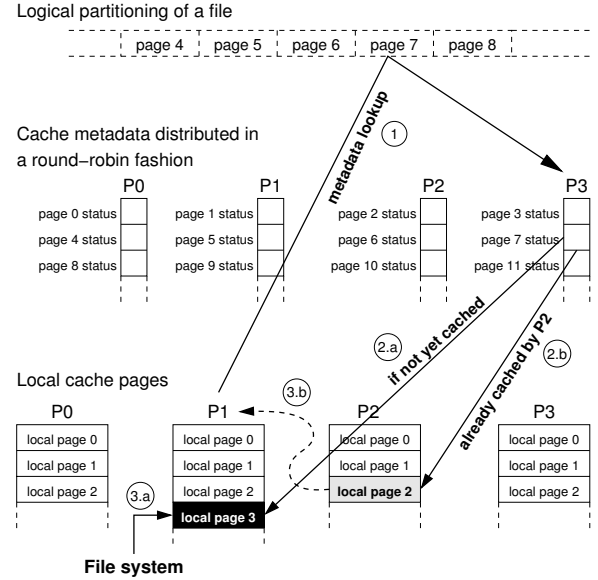 Logical partitioning of a file
page 4 page 5 page 6 page 7 page 8
metadata lookup
1
Cache metadata distributed in
a round−robin fashion
P0 P1 P2 P3
page 0 status page 1 status page 2 status page 3 status
page 4 status page 5 status page 6 status page 7 status
page 8 status page 9 status page 10 status page 11 status
if not yet cached
2.a
already cached by P2
2.b
Local cache pages
3.b
P0 P1 P2 P3
local page 0 local page 0 local page 0 local page 0
local page 1 local page 1 local page 1 local page 1
local page 2 local page 2 local page 2 local page 2
3.a
local page 3
File system